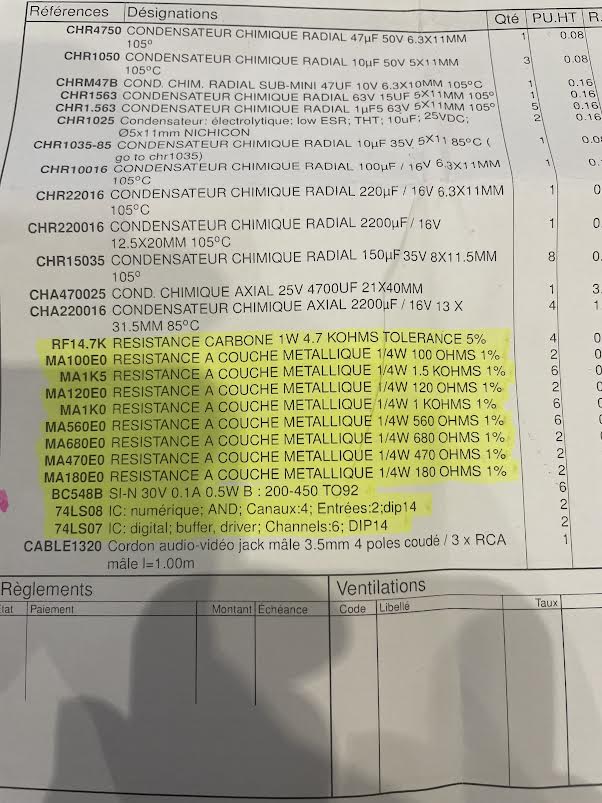 Références Désignations Qté PU.HT R.
CHR4750 CONDENSATEUR CHIMIQUE RADIAL 47µF 50V 6.3X11MM 1 0.08
105º
CHR1050 CONDENSATEUR CHIMIQUE RADIAL 10µF 50V 5X11MM 3 0.08
105°C
CHRM47B COND. CHIM. RADIAL SUB-MINI 47UF 10V 6.3X10MM 105°C 1 0.16
CHR1563 CONDENSATEUR CHIMIQUE RADIAL 63V 15UF 5X11MM 105° 1 0.16
CHR1.563 CONDENSATEUR CHIMIQUE RADIAL 1µF5 63V 5X11MM 105° 5 0.16
CHR1025 Condensateur: électrolytique; low ESR; THT; 10uF; 25VDC; 2 0.16
Ø5x11mm NICHICON
CHR1035-85 CONDENSATEUR CHIMIQUE RADIAL 10µF 35V 5X11 85°C ( 1
go to chr1035)
CHR10016 CONDENSATEUR CHIMIQUE RADIAL 100µF / 16V 6.3X11MM 1 0.
105°C
CHR22016 CONDENSATEUR CHIMIQUE RADIAL 220µF / 16V 6.3X11MM 1 0
105°C
CHR220016 CONDENSATEUR CHIMIQUE RADIAL 2200µF / 16V 1 0
12.5X20MM 105°C
CHR15035 CONDENSATEUR CHIMIQUE RADIAL 150µF 35V 8X11.5MM 8 0
105°
CHA470025 COND. CHIMIQUE AXIAL 25V 4700UF 21X40MM 1 3.
CHA220016 CONDENSATEUR CHIMIQUE AXIAL 2200µF / 16V 13 X 4 1
31.5MM 85°C
RF14.7K RESISTANCE CARBONE 1W 4.7 KOHMS TOLERANCE 5% 4 0
MA100E0 RESISTANCE A COUCHE METALLIQUE 1/4W 100 OHMS 1% 2 0
MA1K5 RESISTANCE A COUCHE METALLIQUE 1/4W 1.5 KOHMS 1% 6
MA120E0 RESISTANCE A COUCHE METALLIQUE 1/4W 120 OHMS 1% 2
MA1K0 RESISTANCE A COUCHE METALLIQUE 1/4W 1 KOHMS 1% 6
MA560E0 RESISTANCE A COUCHE METALLIQUE 1/4W 560 OHMS 1% 6
MA680E0 RESISTANCE A COUCHE METALLIQUE 1/4W 680 OHMS 1% 2
MA470E0 RESISTANCE A COUCHE METALLIQUE 1/4W 470 OHMS 1% 2
MA180E0 RESISTANCE A COUCHE METALLIQUE 1/4W 180 OHMS 1% 2
BC548B SI-N 30V 0.1A 0.5W B : 200-450 TO92 6
74LS08 IC: numérique; AND; Canaux:4; Entrées:2;dip14 2
74LS07 IC: digital; buffer, driver; Channels:6; DIP14 2
CABLE1320 Cordon audio-vidéo jack mâle 3.5mm 4 poles coudé / 3 x RCA 1
mâle l=1.00m
Règlements Ventilations
Paiement Montant Échéance Code Libellé Taux